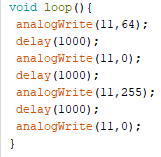 void loop(){
analogWrite(11,64);
delay(1000);
analogWrite(11,0);
delay(1000);
analogWrite(11,255);
delay(1000);
analogWrite(11,0);
}